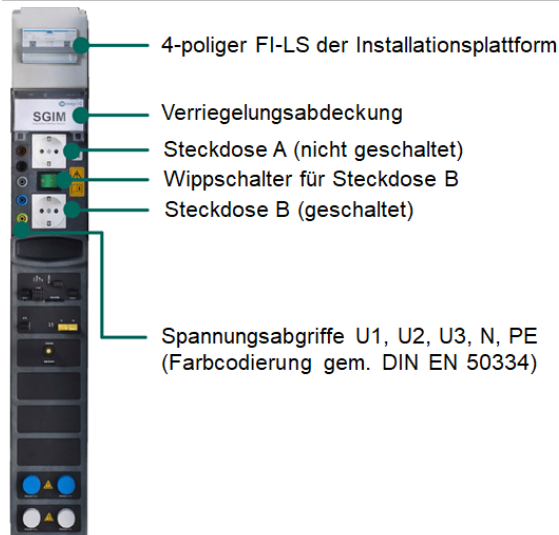 4-poliger FI-LS der Installationsplattform
SGIM
Verriegelungsabdeckung
Steckdose A (nicht geschaltet)
Wippschalter für Steckdose B
Steckdose B (geschaltet)
Spannungsabgriffe U1, U2, U3, N, PE
(Farbcodierung gem. DIN EN 50334)